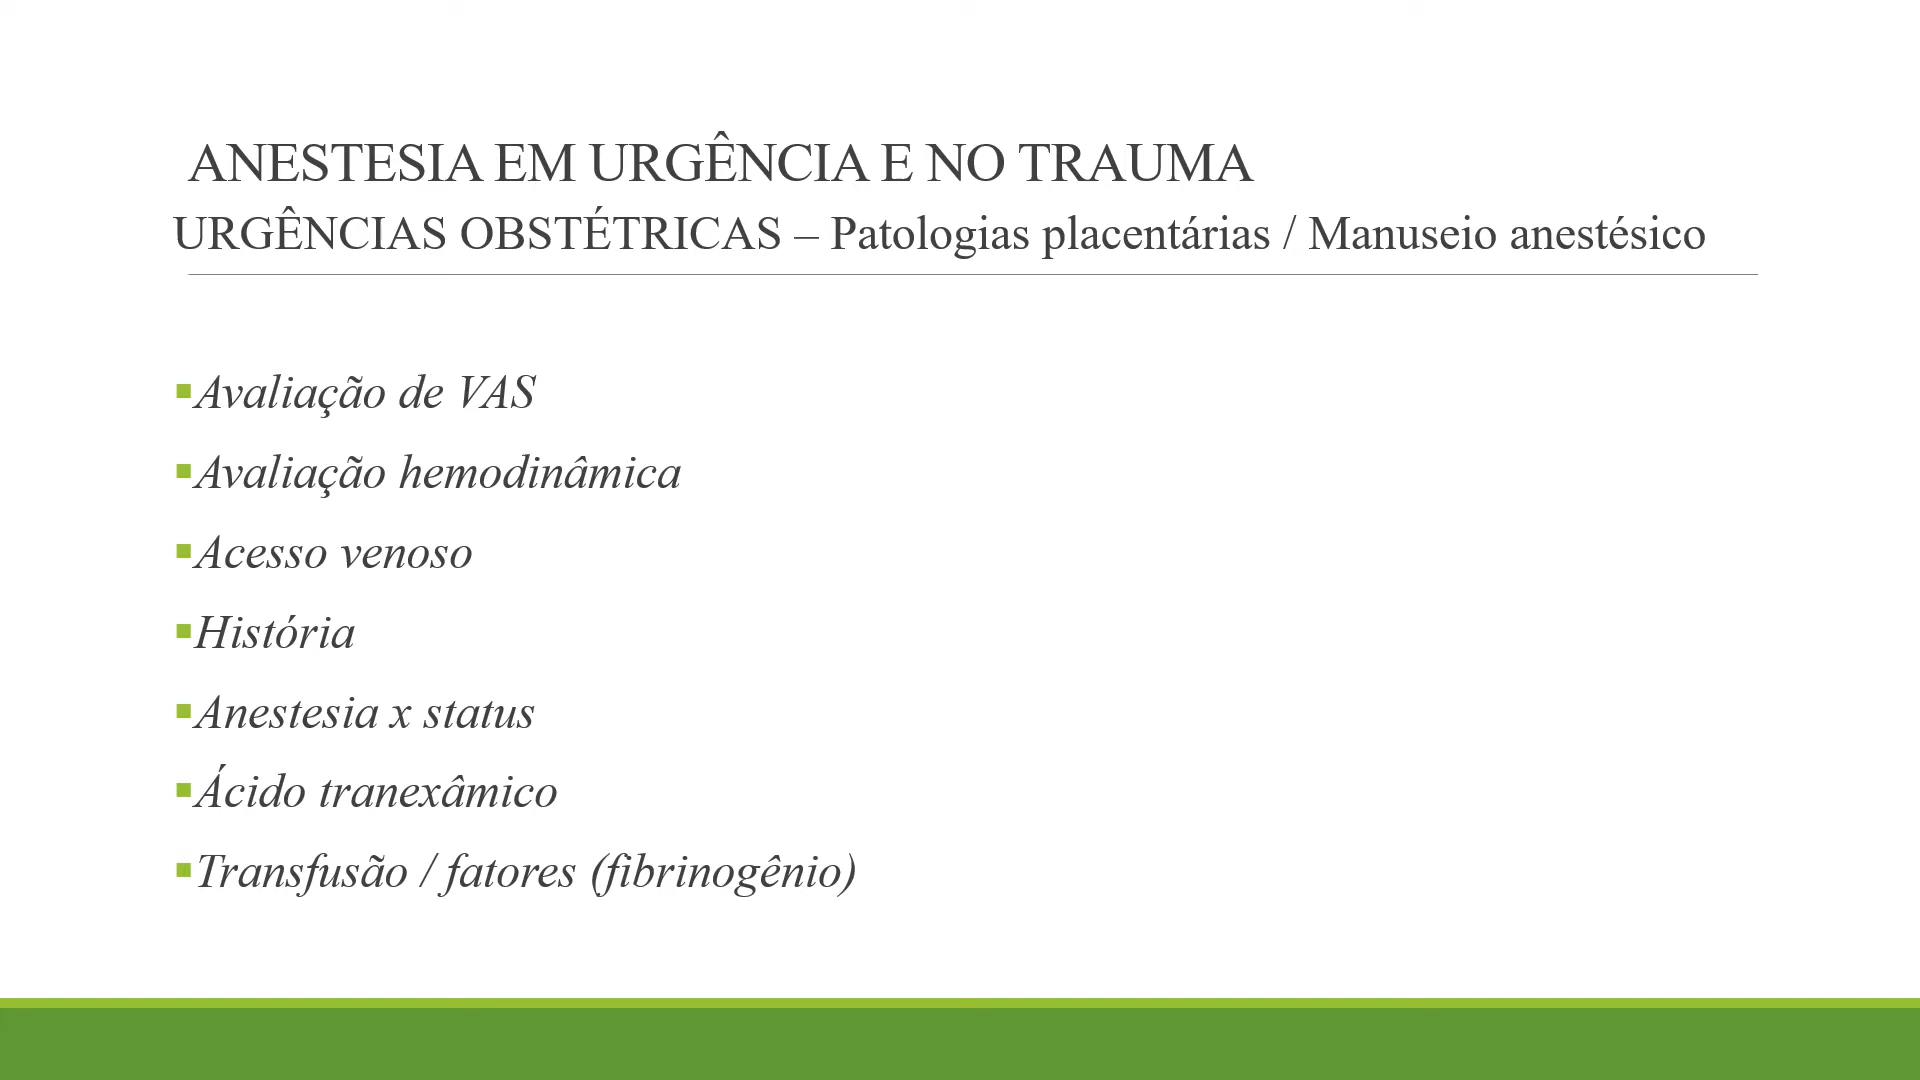 ANESTESIA EM URGÊNCIA E NO TRAUMA
URGÊNCIAS OBSTÉTRICAS – Patologias placentárias / Manuseio anestésico
▪Avaliação de VAS
▪Avaliação hemodinâmica
▪Acesso venoso
▪História
▪Anestesia x status
▪Ácido tranexâmico
▪Transfusão / fatores (fibrinogênio)